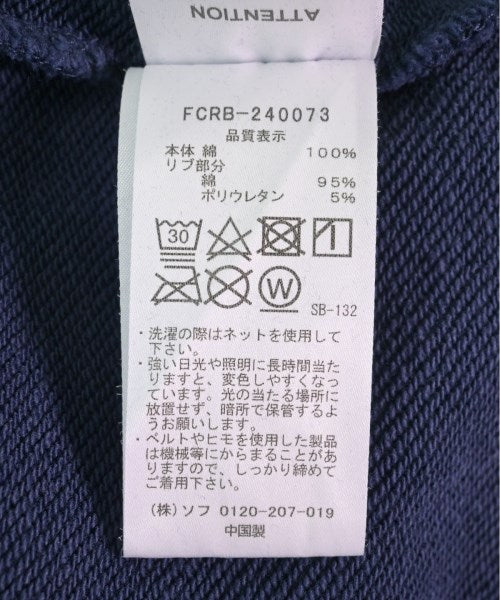 ATTENTION
FCRB-240073
品質表示
本体 綿 100%
リブ部分
綿 95%
ポリウレタン 5%
30
W
SB-132
・洗濯の際はネットを使用して
下さい。
・強い日光や照明に長時間当た
りますと、変色しやすくなっ
ています。光の当たる場所に
放置せず、暗所で保管するよ
うお願いします。
・ベルトやヒモを使用した製品
は機械等にからまることがあ
りますので、しっかり締めて
ご着用下さい。
(株) ソフ 0120-207-019
中国製